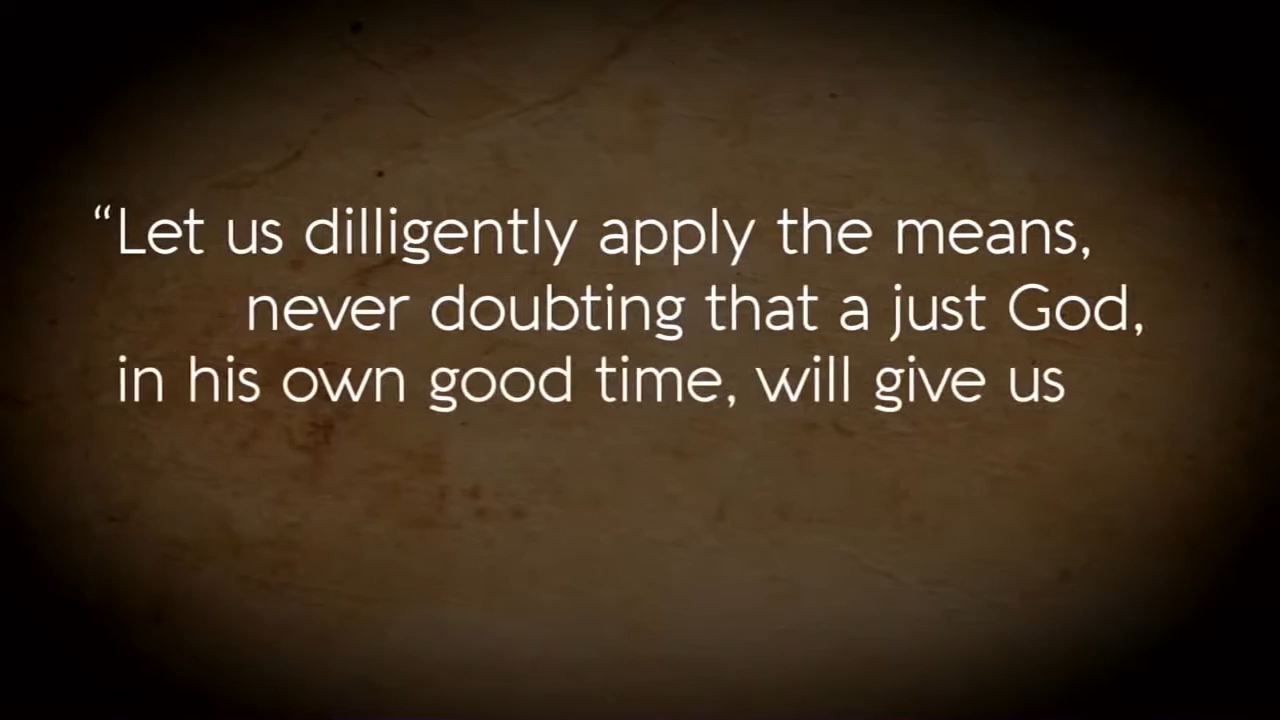 “Let us dilligently apply the means,
never doubting that a just God,
in his own good time, will give us